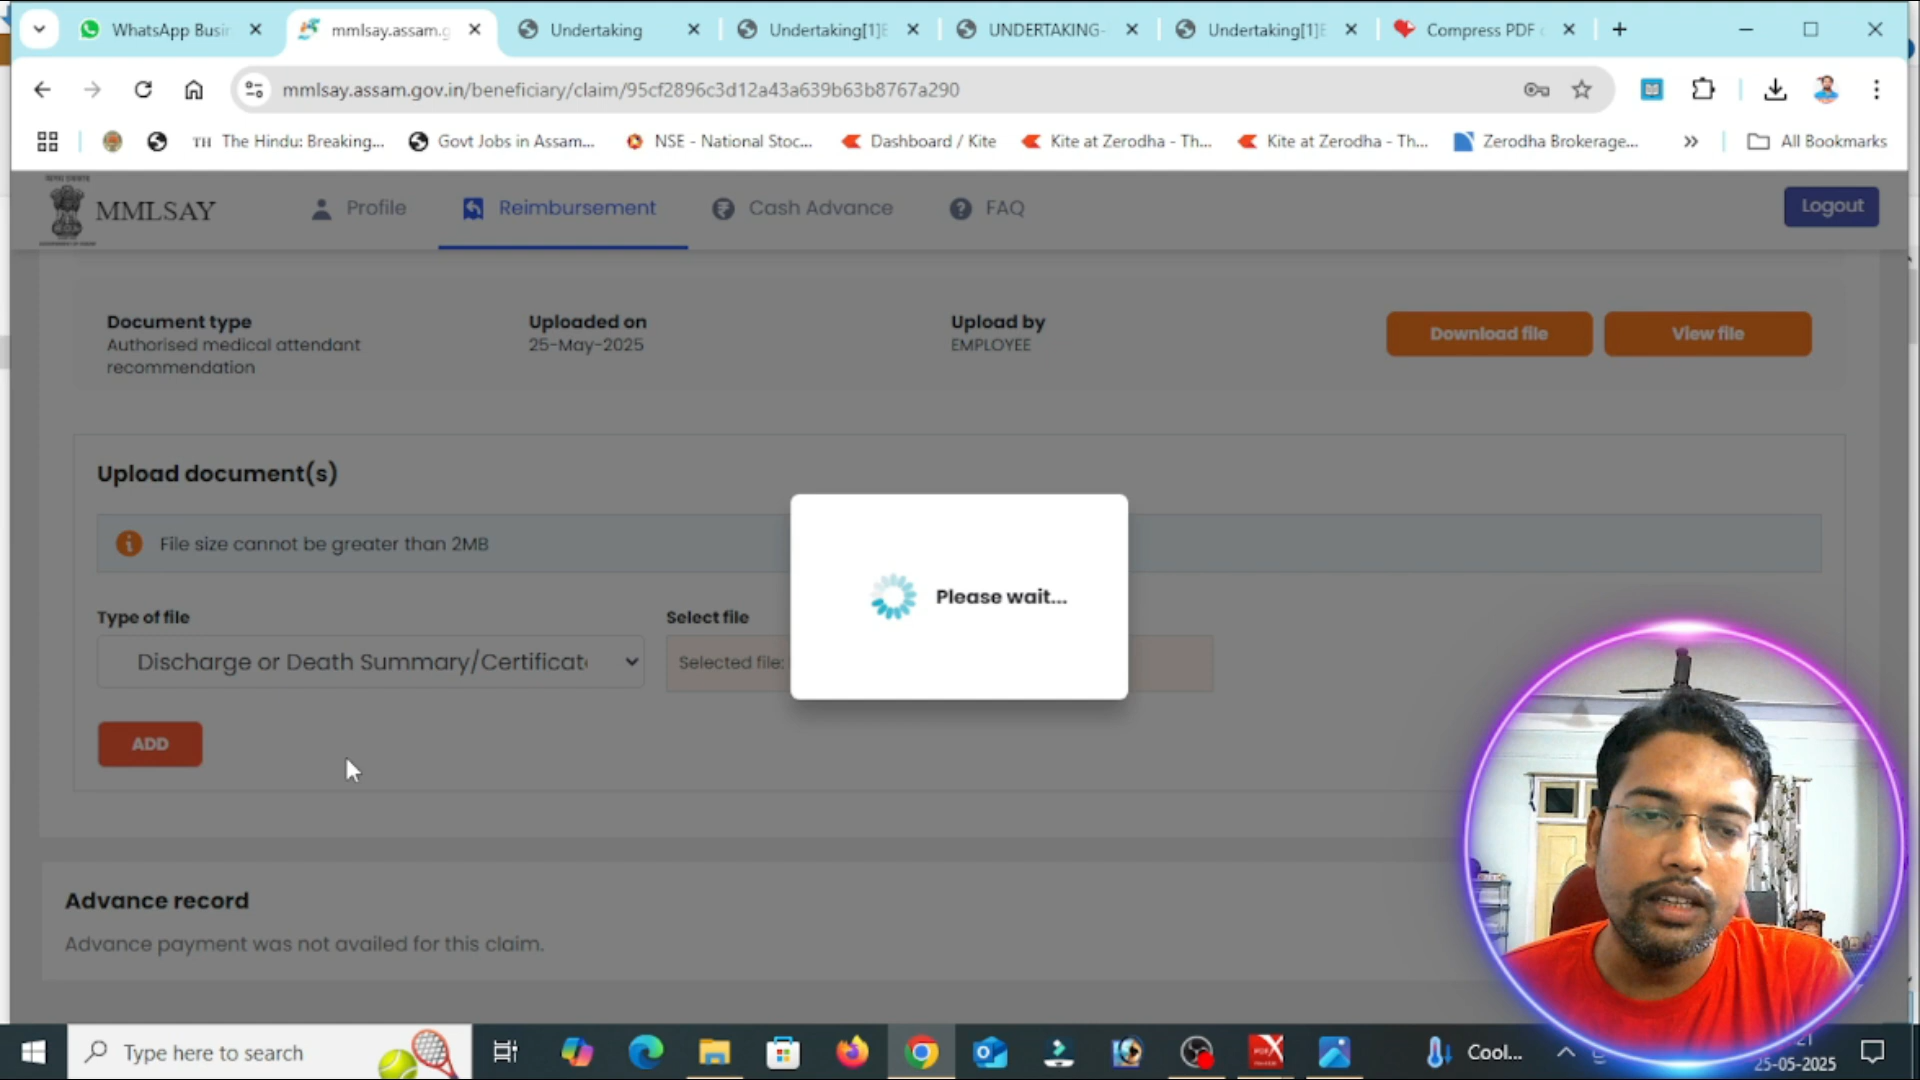 WhatsApp Busi
mmlsay.assam.g
Undertaking
Undertaking[1]E
UNDERTAKING-
Undertaking[1]E
Compress PDF
mmlsay.assam.gov.in/beneficiary/claim/95cf2896c3d12a43a639b63b8767a290
TH The Hindu: Breaking...
Govt Jobs in Assam...
NSE - National Stoc...
Dashboard / Kite
Kite at Zerodha - Th...
Kite at Zerodha - Th...
Zerodha Brokerage...
All Bookmarks
MMLSAY
Profile
Reimbursement
Cash Advance
FAQ
Logout
Document type
Authorised medical attendant
recommendation
Uploaded on
25-May-2025
Upload by
EMPLOYEE
Download file
View file
Upload document(s)
File size cannot be greater than 2MB
Type of file
Discharge or Death Summary/Certificat
Select file
Selected file:
Please wait...
ADD
Advance record
Advance payment was not availed for this claim.
Type here to search
Cool...
25-05-2025